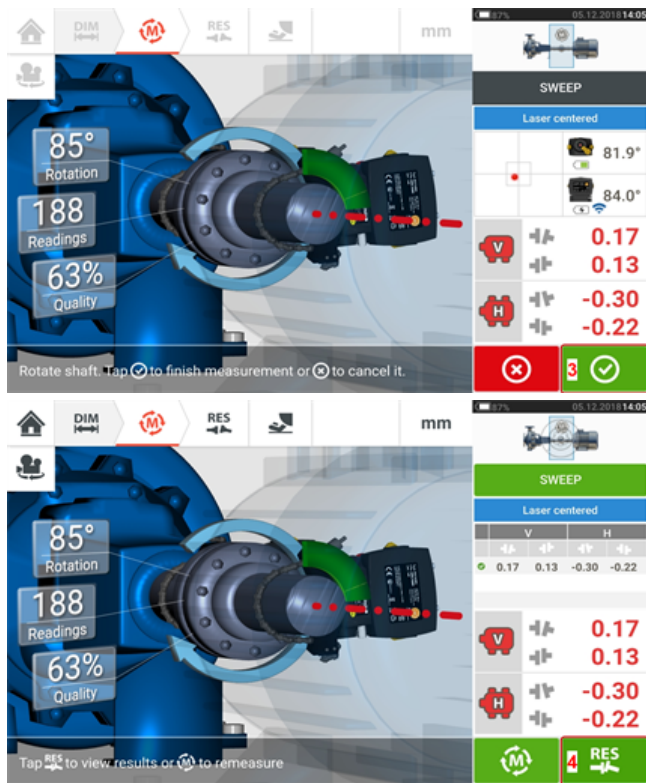 DIM
M
RES
mm
87%
05.12.2018 14:05
SWEEP
Laser centered
81.9°
84.0°
85°
Rotation
188
Readings
63%
Quality
V
0.17
0.13
H
-0.30
-0.22
Rotate shaft. Tap to finish measurement or to cancel it.
3
DIM
M
RES
mm
87%
05.12.2018 14:05
SWEEP
Laser centered
V H
0.17 0.13 -0.30 -0.22
85°
Rotation
188
Readings
63%
Quality
V
0.17
0.13
H
-0.30
-0.22
Tap RES to view results or M to remeasure
M
4 RES